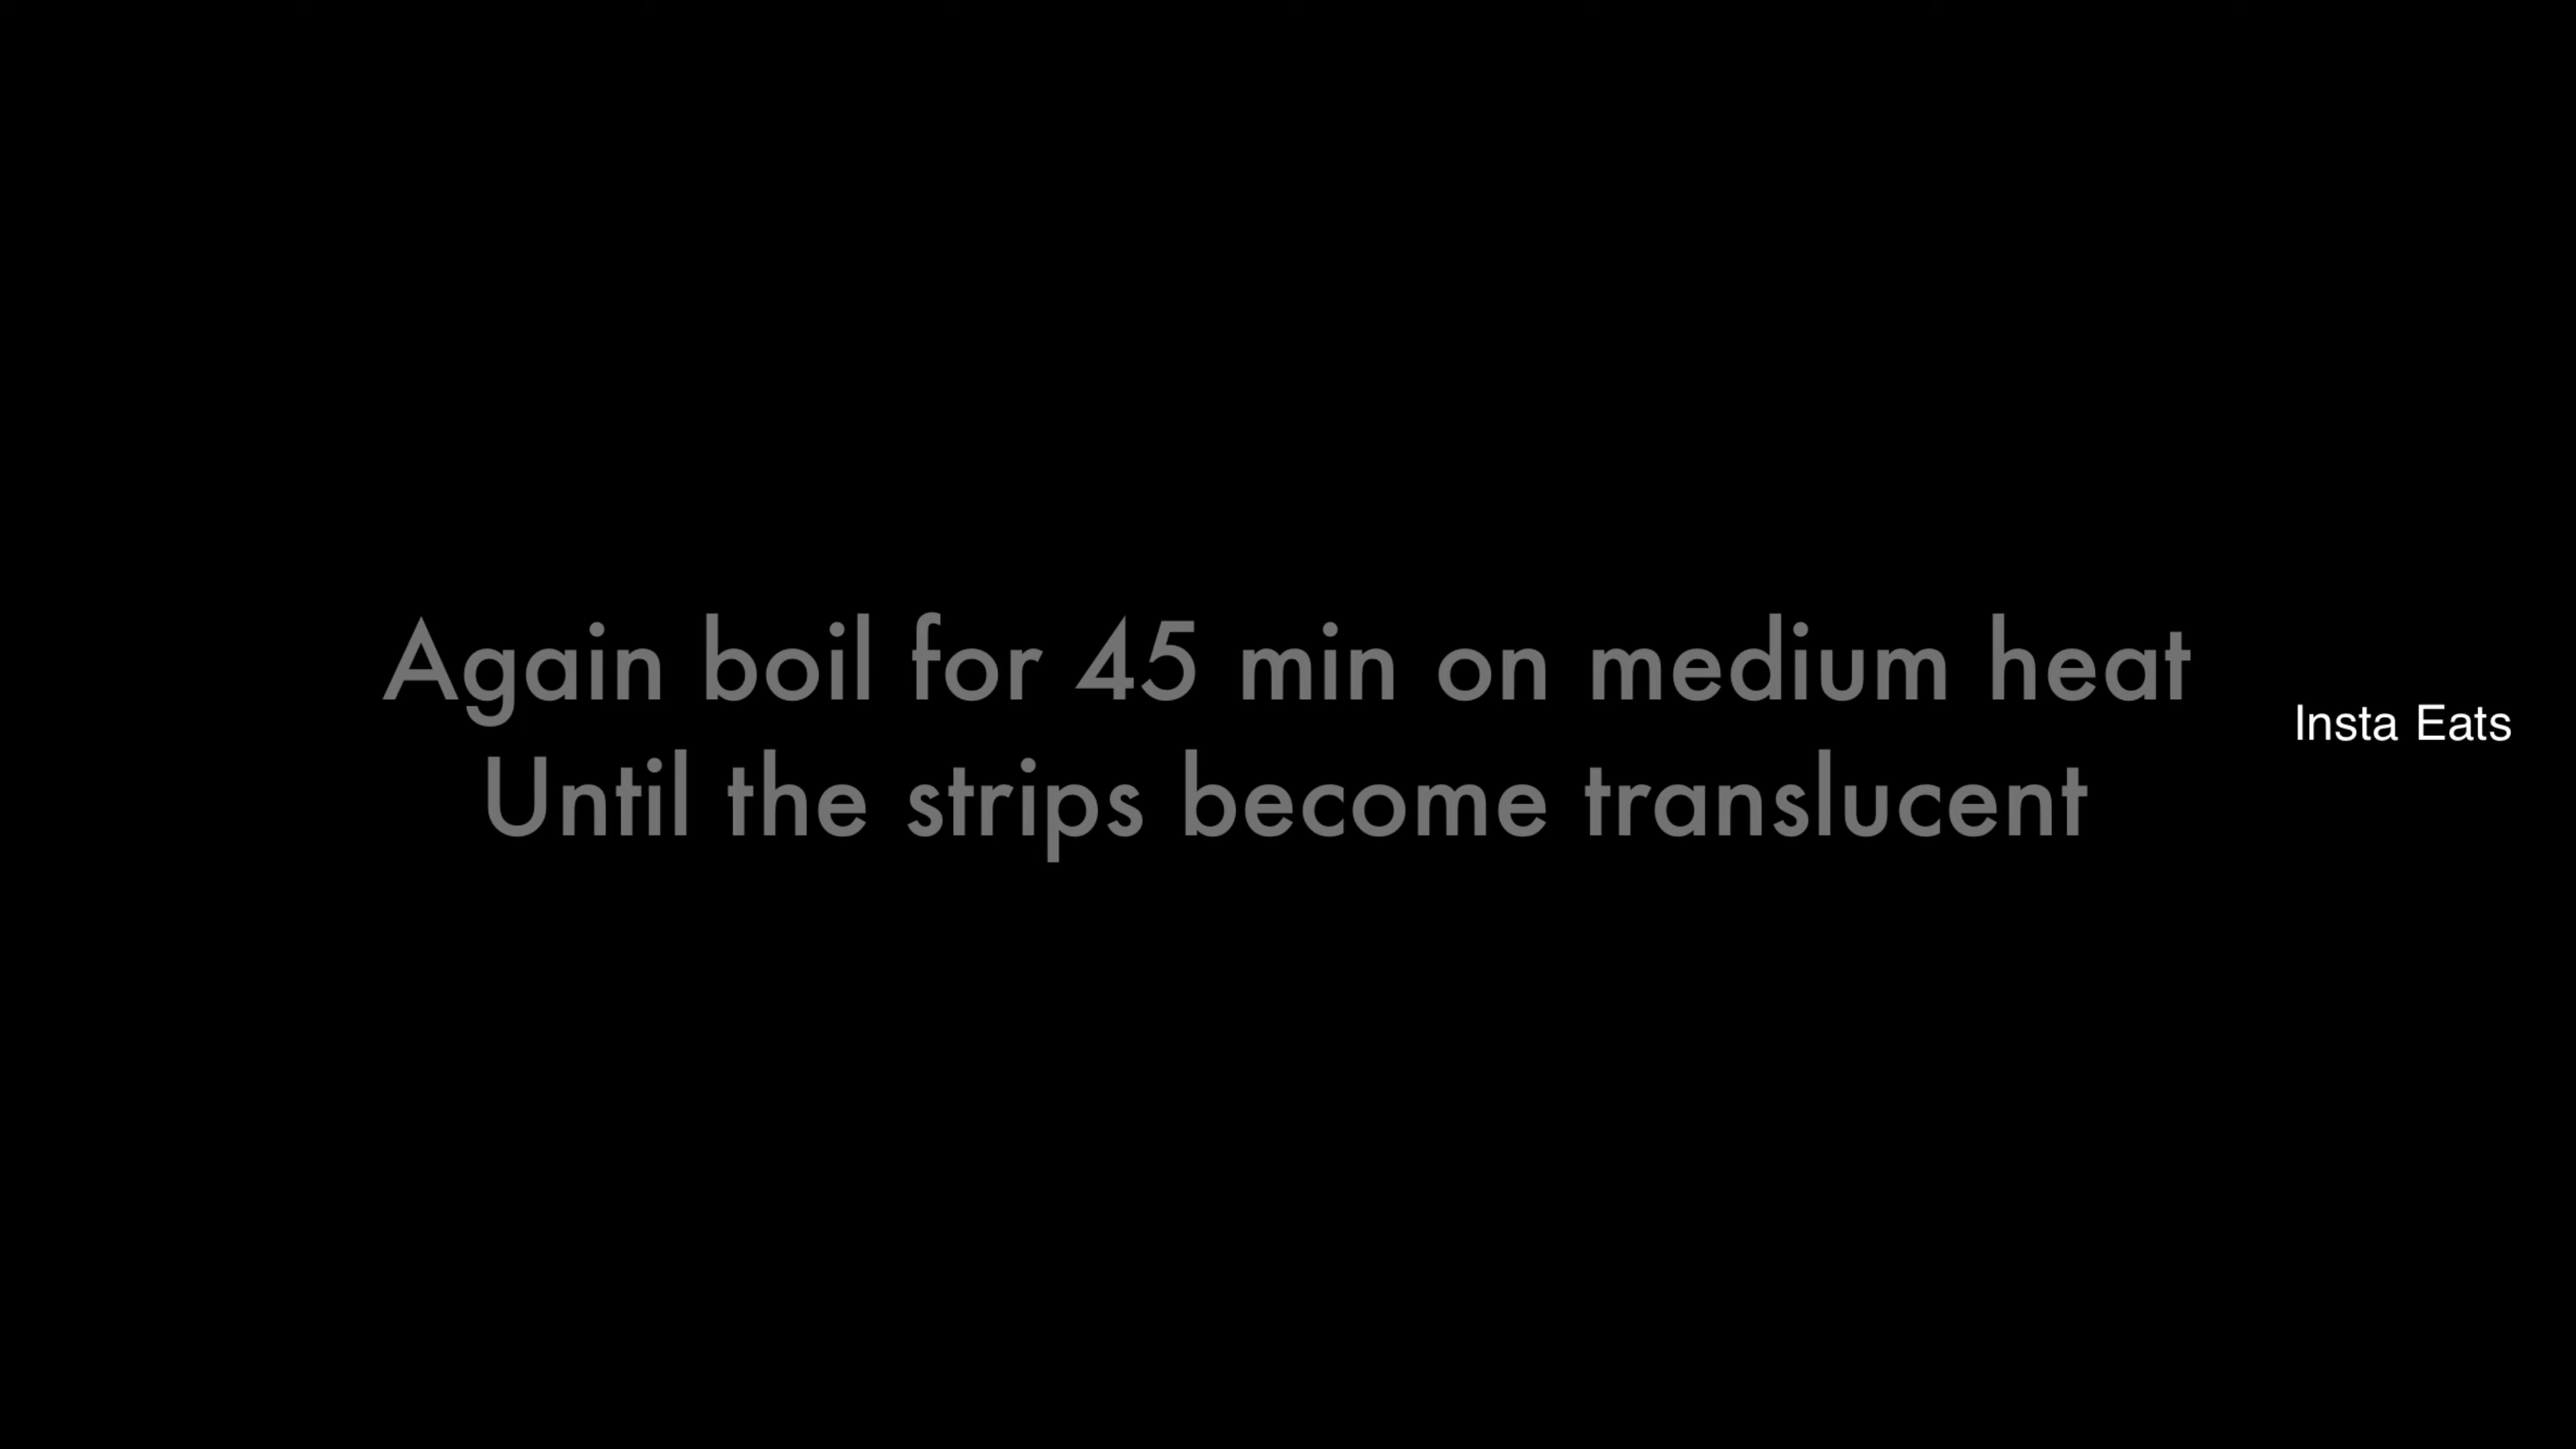 Again boil for 45 min on medium heat
Until the strips become translucent
Insta Eats